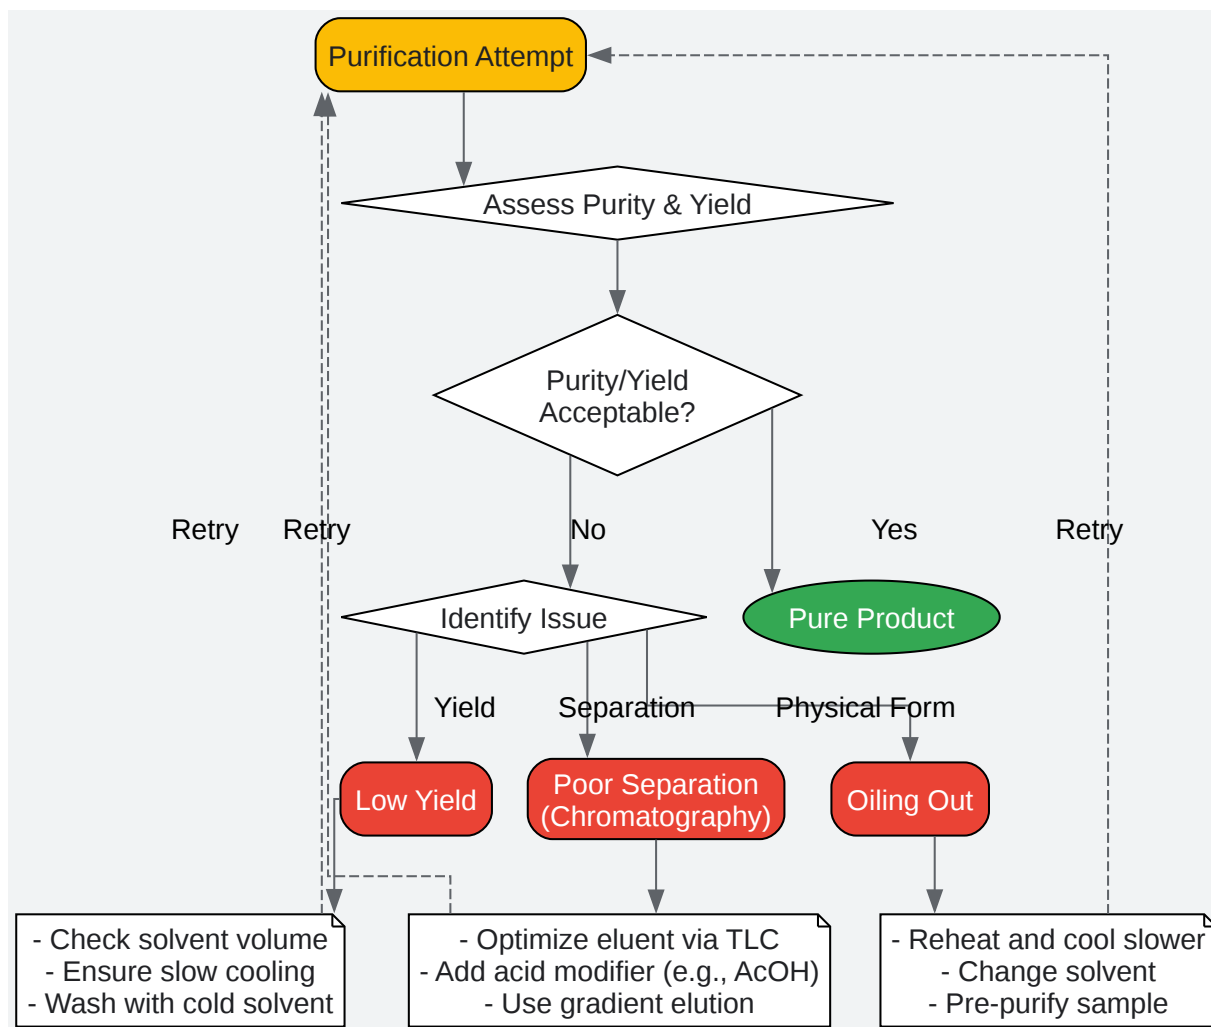 Purification Attempt
Assess Purity & Yield
Purity/Yield
Acceptable?
Retry
Retry
No
Yes
Retry
Identify Issue
Pure Product
Yield
Separation
Physical Form
Low Yield
Poor Separation
(Chromatography)
Oiling Out
- Check solvent volume
- Ensure slow cooling
- Wash with cold solvent
- Optimize eluent via TLC
- Add acid modifier (e.g., AcOH)
- Use gradient elution
- Reheat and cool slower
- Change solvent
- Pre-purify sample